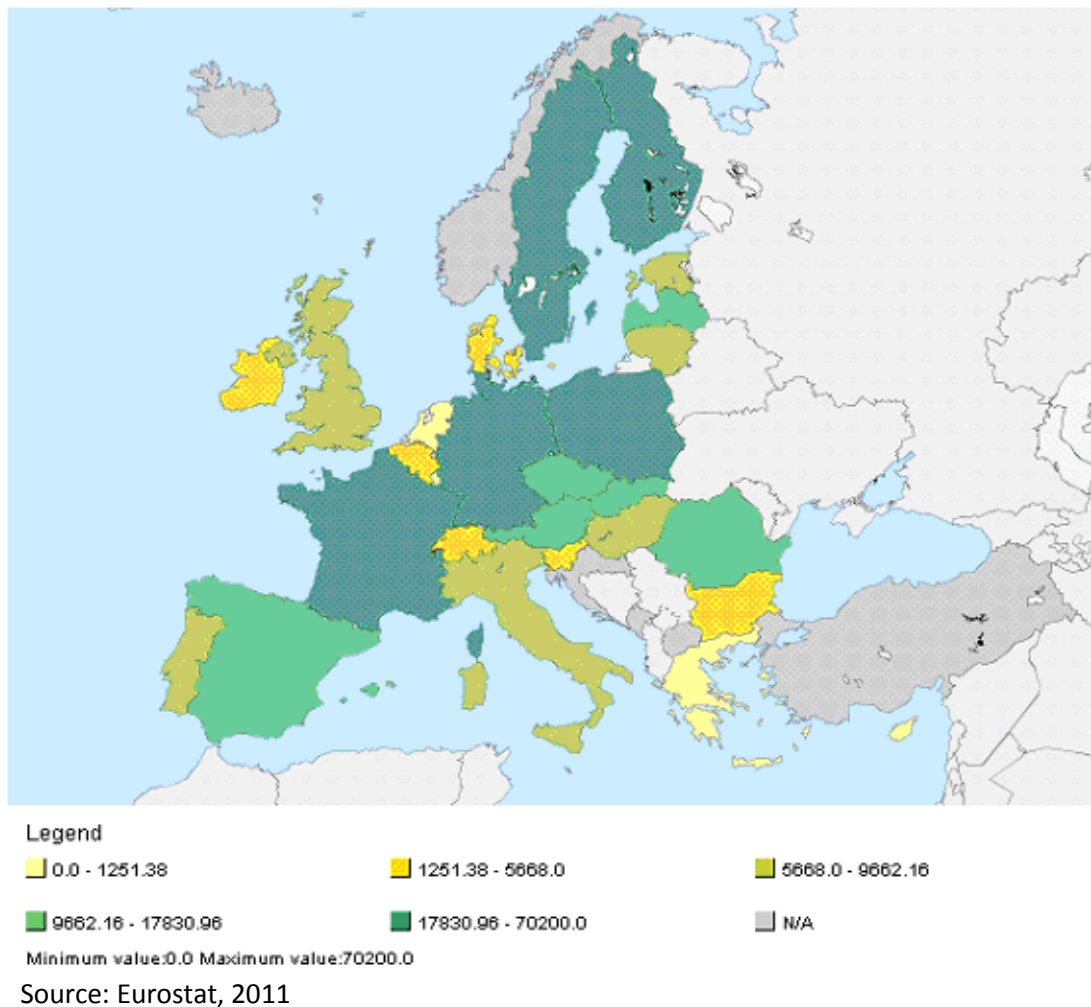 Legend
0.0 - 1251.38 1251.38 - 5668.0 5668.0 - 9662.16
9662.16 - 17830.96 17830.96 - 70200.0 N/A
Minimum value:0.0 Maximum value:70200.0
Source: Eurostat, 2011